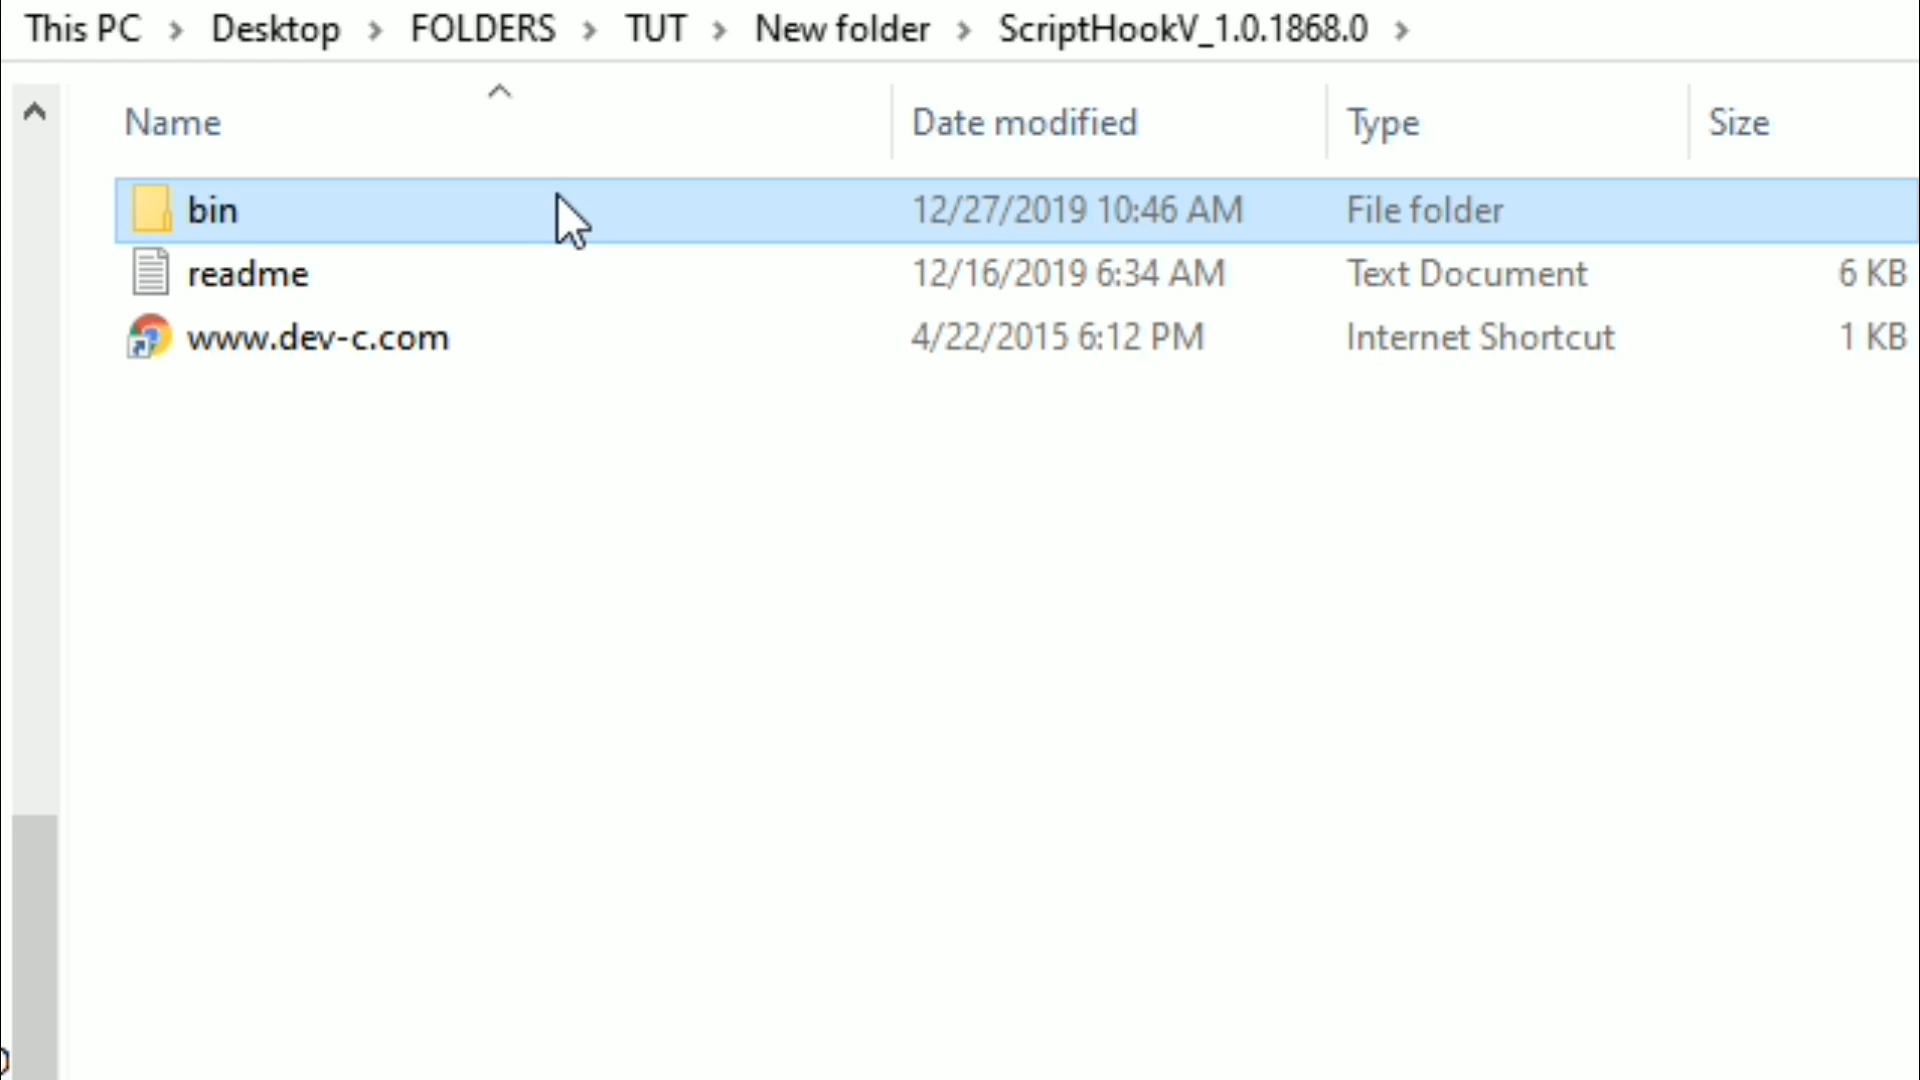 This PC > Desktop > FOLDERS > TUT > New folder > ScriptHookV_1.0.1868.0 >
Name Date modified Type Size
bin 12/27/2019 10:46 AM File folder
readme 12/16/2019 6:34 AM Text Document 6 KB
www.dev-c.com 4/22/2015 6:12 PM Internet Shortcut 1 KB